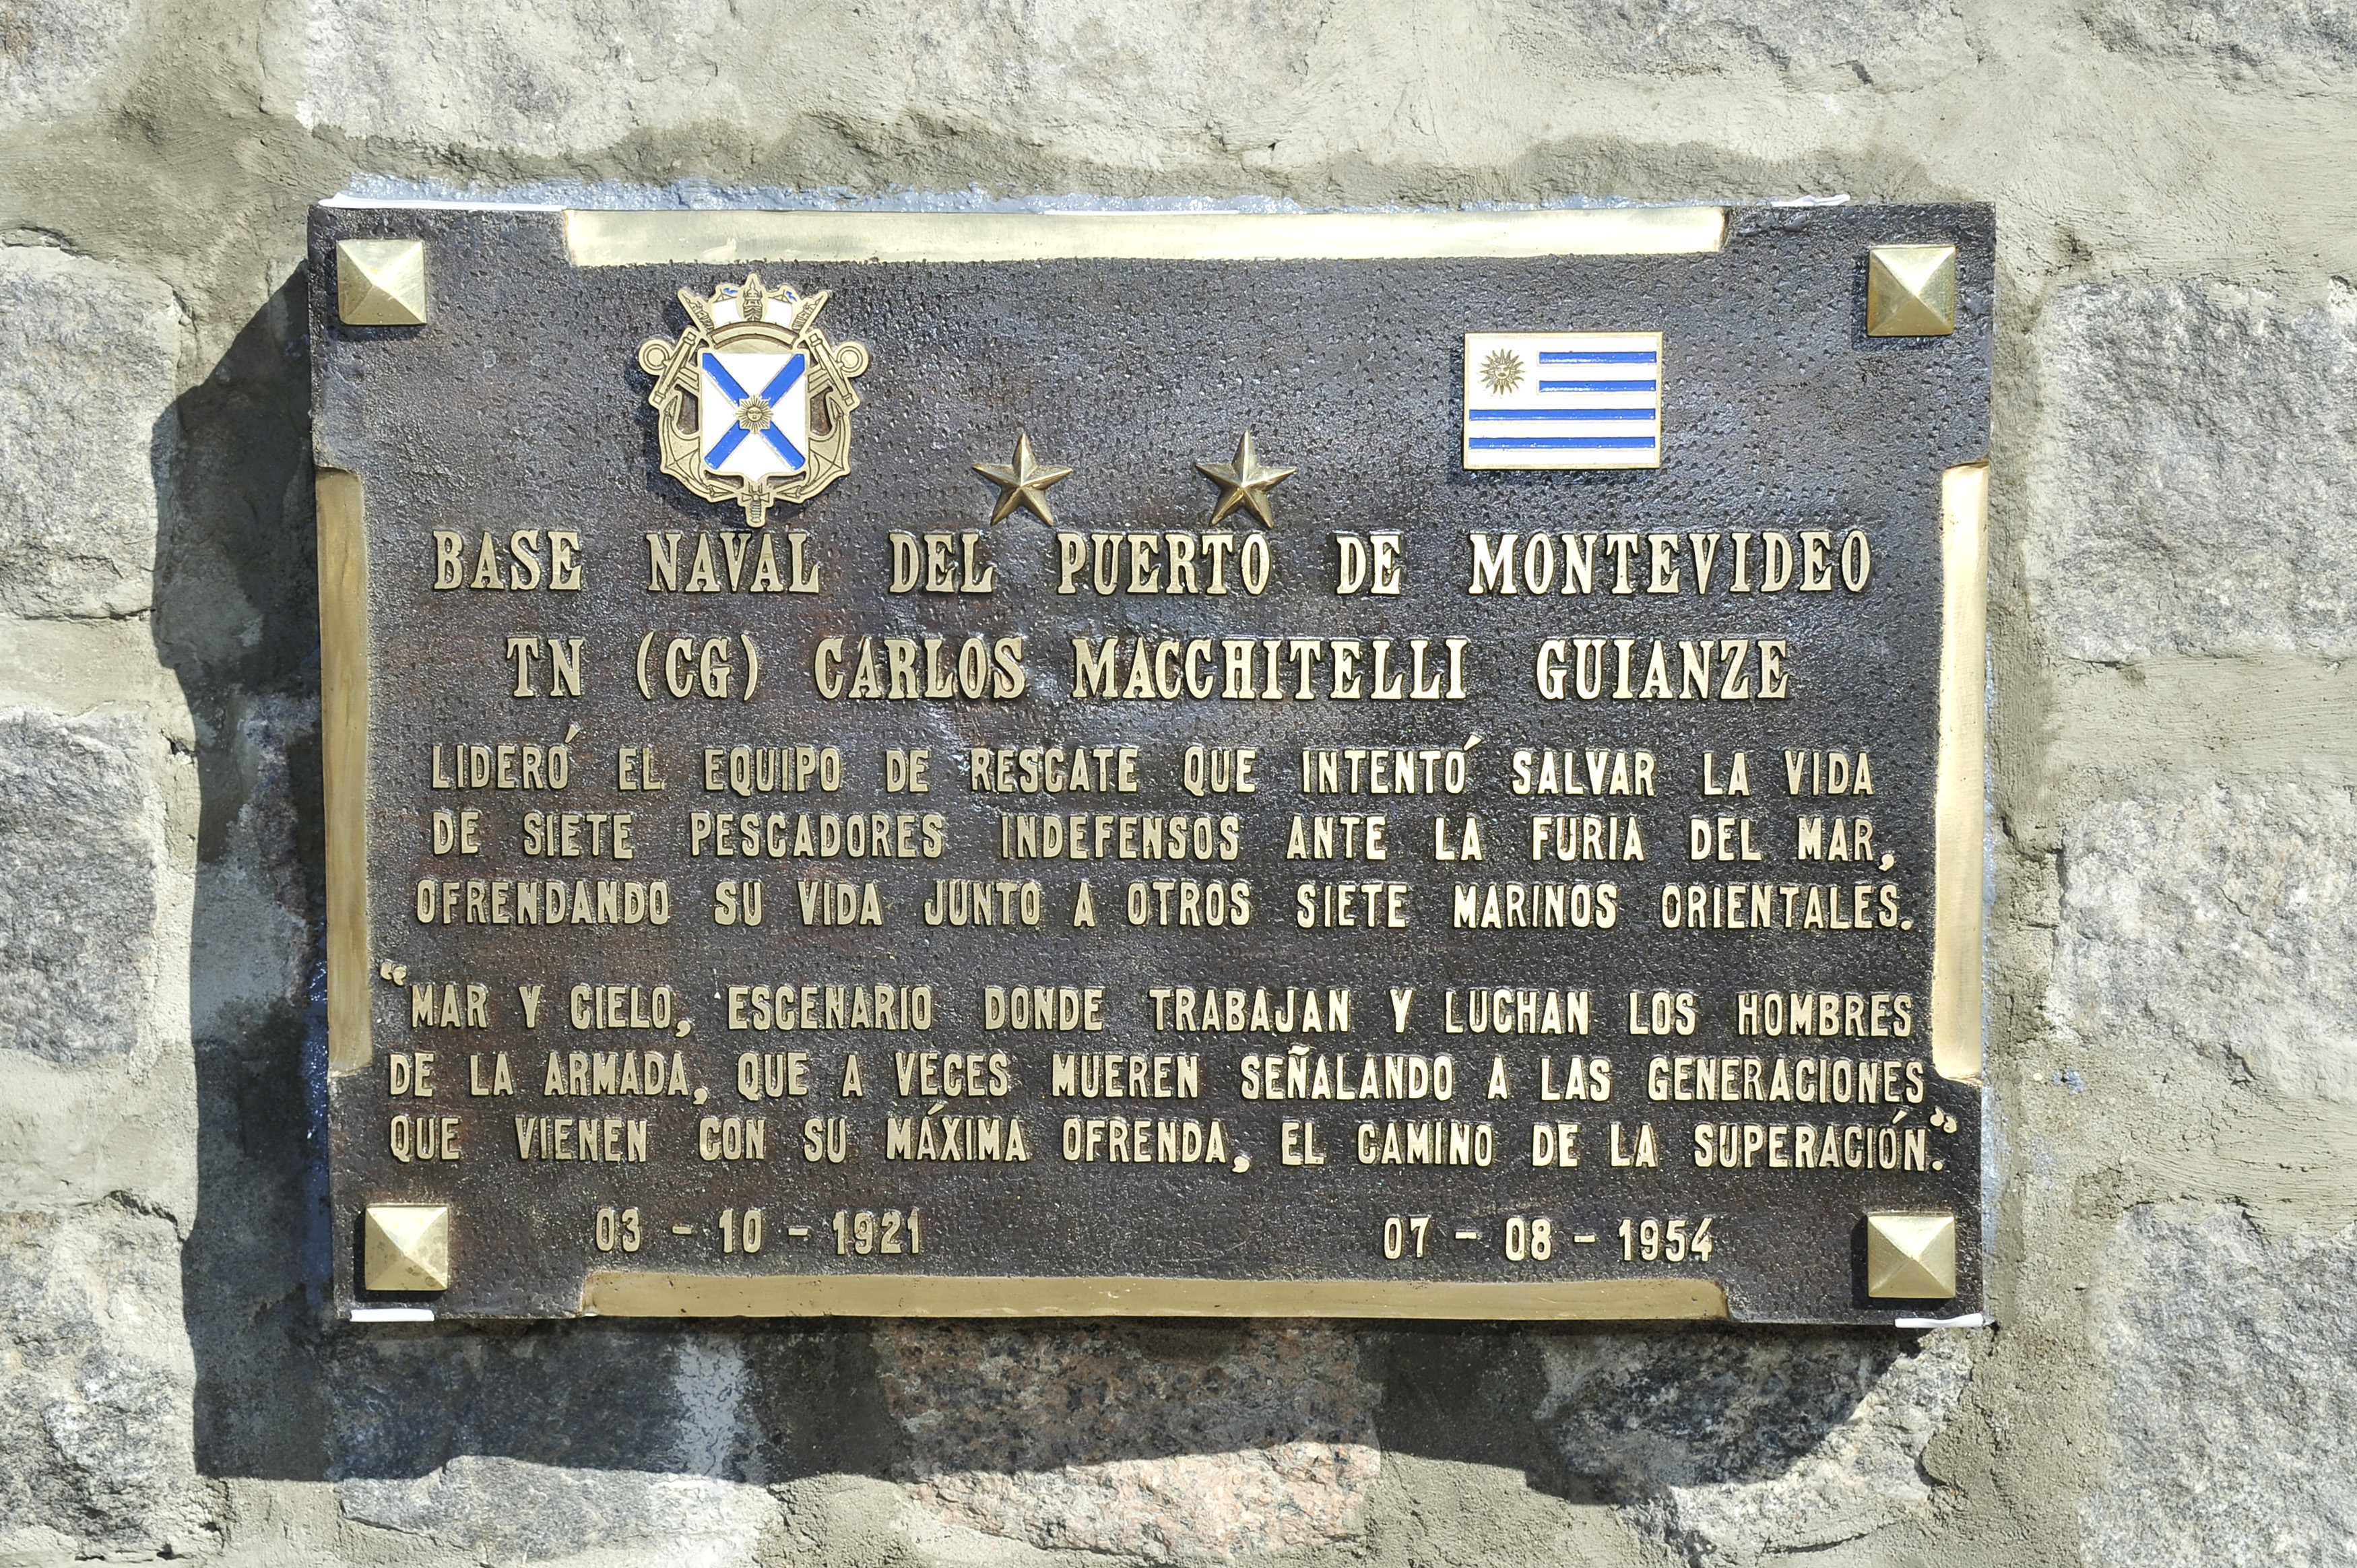 BASE NAVAL DEL PUERTO DE MONTEVIDEO
TN (CG) CARLOS MACCHITELLI GUIANZE
LIDERÓ EL EQUIPO DE RESCATE QUE INTENTÓ SALVAR LA VIDA
DE SIETE PESCADORES INDEFENSOS ANTE LA FURIA DEL MAR,
OFRENDANDO SU VIDA JUNTO A OTROS SIETE MARINOS ORIENTALES.
“MAR Y CIELO, ESCENARIO DONDE TRABAJAN Y LUCHAN LOS HOMBRES
DE LA ARMADA, QUE A VECES MUEREN SEÑALANDO A LAS GENERACIONES
QUE VIENEN CON SU MÁXIMA OFRENDA, EL CAMINO DE LA SUPERACIÓN.”
03 - 10 - 1921 07 - 08 - 1954